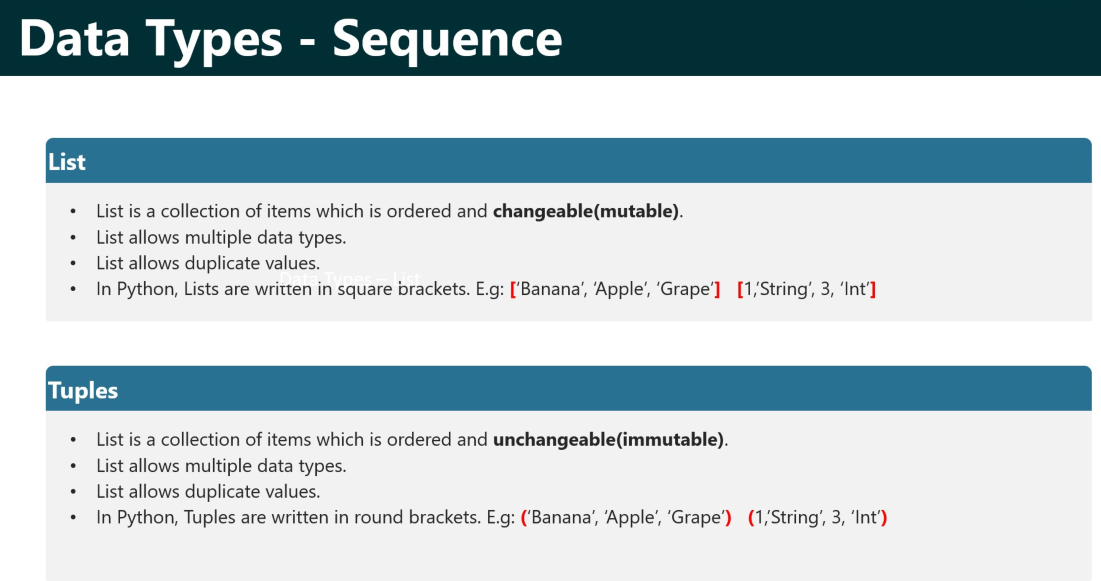 Data Types - Sequence
List
• List is a collection of items which is ordered and changeable(mutable).
• List allows multiple data types.
• List allows duplicate values.
Data Types – List
• In Python, Lists are written in square brackets. E.g: [‘Banana’, ‘Apple’, ‘Grape’] [1,’String’, 3, ‘Int’]
Tuples
• List is a collection of items which is ordered and unchangeable(immutable).
• List allows multiple data types.
• List allows duplicate values.
• In Python, Tuples are written in round brackets. E.g: (‘Banana’, ‘Apple’, ‘Grape’) (1,’String’, 3, ‘Int’)